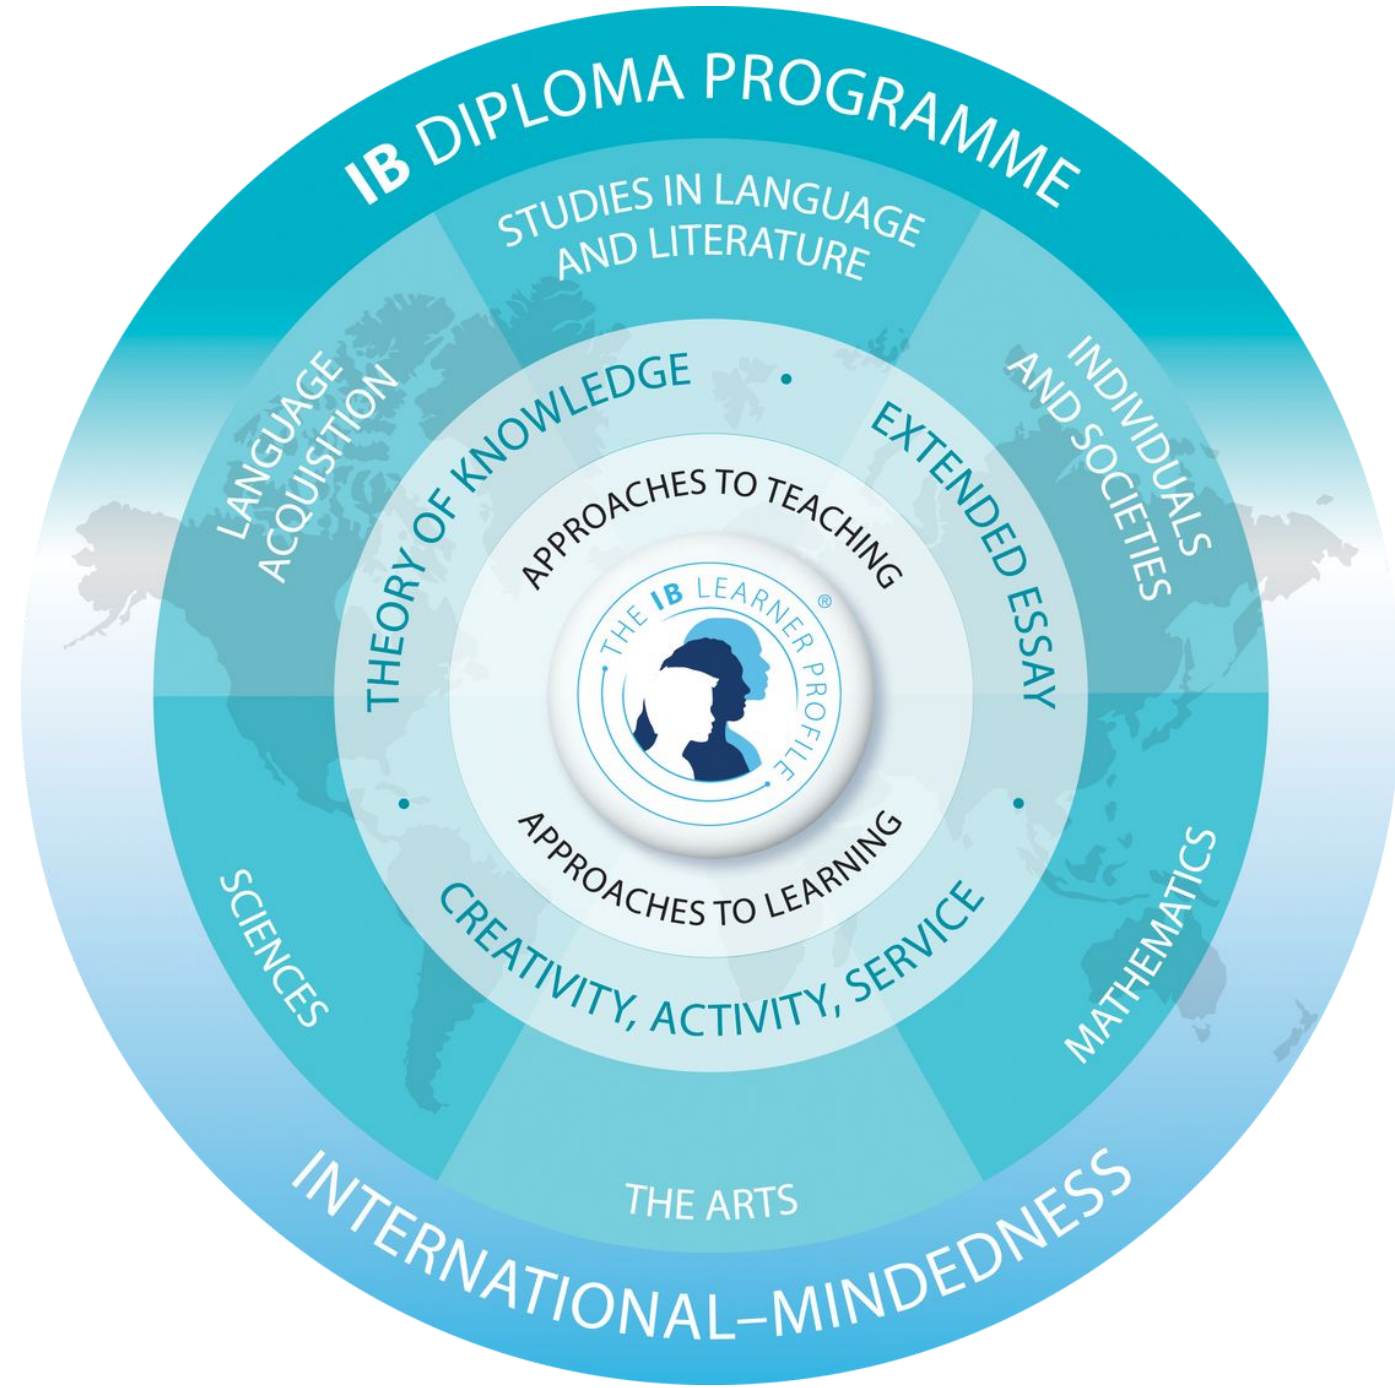 IB DIPLOMA PROGRAMME
STUDIES IN LANGUAGE
AND LITERATURE
LANGUAGE
ACQUISITION
INDIVIDUALS
AND SOCIETIES
THEORY OF KNOWLEDGE
•
EXTENDED ESSAY
APPROACHES TO TEACHING
THE IB LEARNER PROFILE
®
APPROACHES TO LEARNING
•
CREATIVITY, ACTIVITY, SERVICE
•
SCIENCES
MATHEMATICS
THE ARTS
INTERNATIONAL–MINDEDNESS